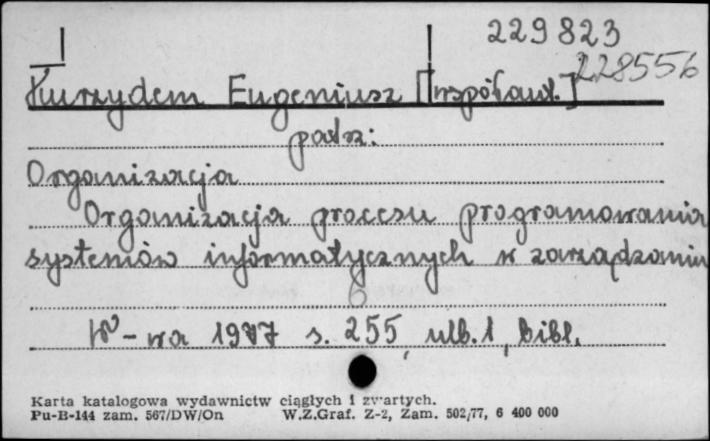 229823
228556
Kurzydem Eugeniusz [współaut.]
patrz:
Organizacja
Organizacja procesu programowania
systemów informatycznych w zarządzaniu
W-wa 1977 s. 255, ulb. 1, bibl.
Karta katalogowa wydawnictw ciągłych i zwartych.
Pu-B-144 zam. 567/DW/On W.Z.Graf. Z-2, Zam. 502/77, 6 400 000